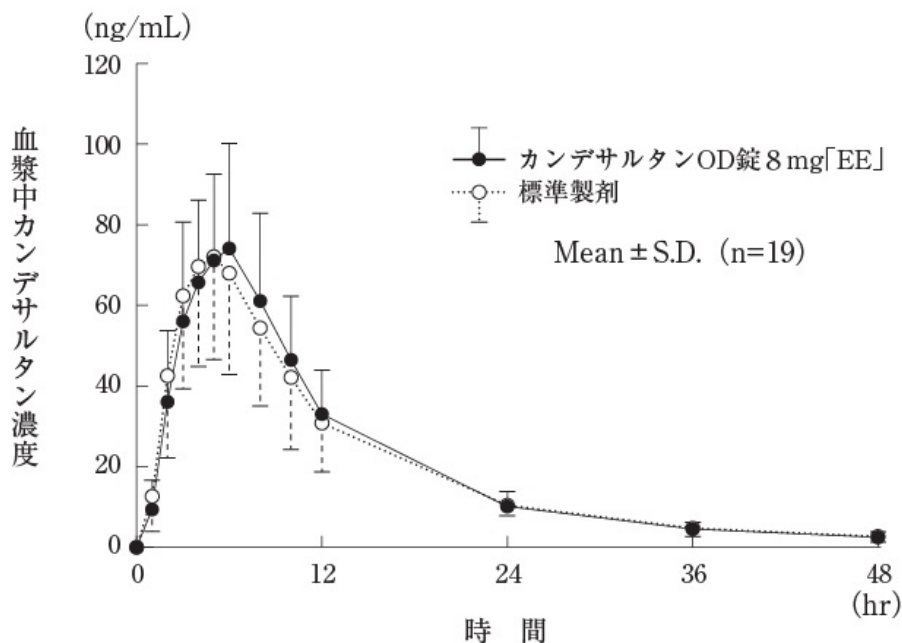 (ng/mL)
120
100
80
60
40
20
0
血漿中カンデサルタン濃度
カンデサルタンOD錠8mg「EE」
標準製剤
Mean±S.D. (n=19)
0 12 24 36 48
(hr)
時 間